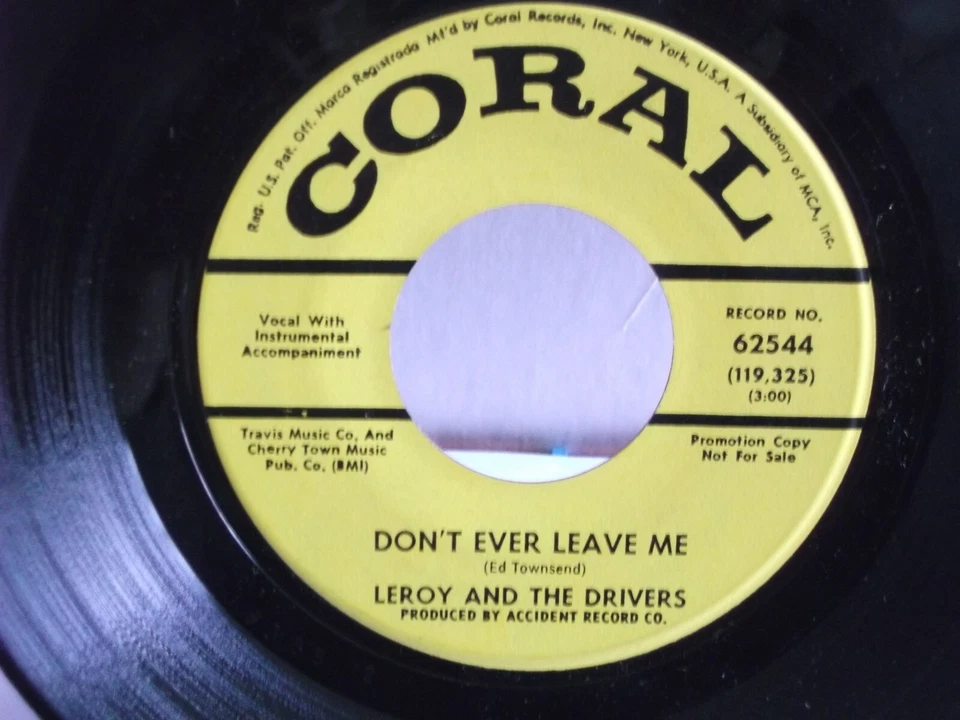 Reg. U.S. Pat. Off. Marca Registrada Mf'd by Coral Records, Inc. New York, U.S.A. A Subsidiary of MCA, Inc.
CORAL
Vocal With
Instrumental
Accompaniment
RECORD NO.
62544
(119,325)
(3:00)
Travis Music Co. And
Cherry Town Music
Pub. Co. (BMI)
Promotion Copy
Not For Sale
DON'T EVER LEAVE ME
(Ed Townsend)
LEROY AND THE DRIVERS
PRODUCED BY ACCIDENT RECORD CO.